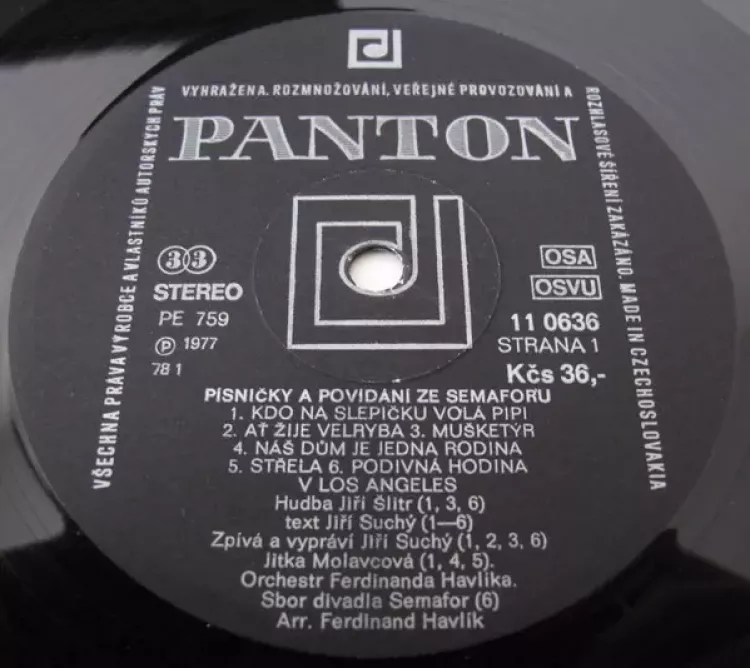 VYHRAŽENA. ROZMNOŽOVÁNÍ, VEŘEJNÉ PROVOZOVÁNÍ A
PANTON
VŠECHNA PRÁVA VÝROBCE A VLASTNÍKŮ AUTORSKÝCH PRÁV
ROZHLASOVÉ ŠÍŘENÍ ZAKÁZÁNO. MADE IN CZECHOSLOVAKIA
33
STEREO
PE 759
Ⓟ 1977
78 1
OSA
OSVU
11 0636
STRANA 1
Kčs 36,-
PÍSNIČKY A POVÍDÁNÍ ZE SEMAFORU
1. KDO NA SLEPIČKU VOLÁ PIPI
2. AŤ ŽIJE VELRYBA 3. MUŠKETÝR
4. NÁŠ DŮM JE JEDNA RODINA
5. STŘELA 6. PODIVNÁ HODINA
V LOS ANGELES
Hudba Jiří Šlitr (1, 3, 6)
text Jiří Suchý (1—6)
Zpívá a vypráví Jiří Suchý (1, 2, 3, 6)
Jitka Molavcová (1, 4, 5).
Orchestr Ferdinanda Havlíka.
Sbor divadla Semafor (6)
Arr. Ferdinand Havlík